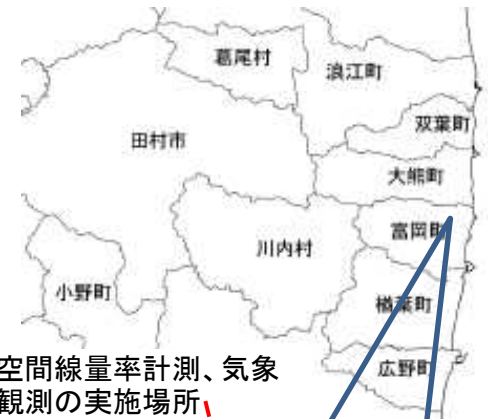 葛尾村
浪江町
双葉町
田村市
大熊町
富岡町
川内村
小野町
楢葉町
広野町
空間線量率計測、気象
観測の実施場所